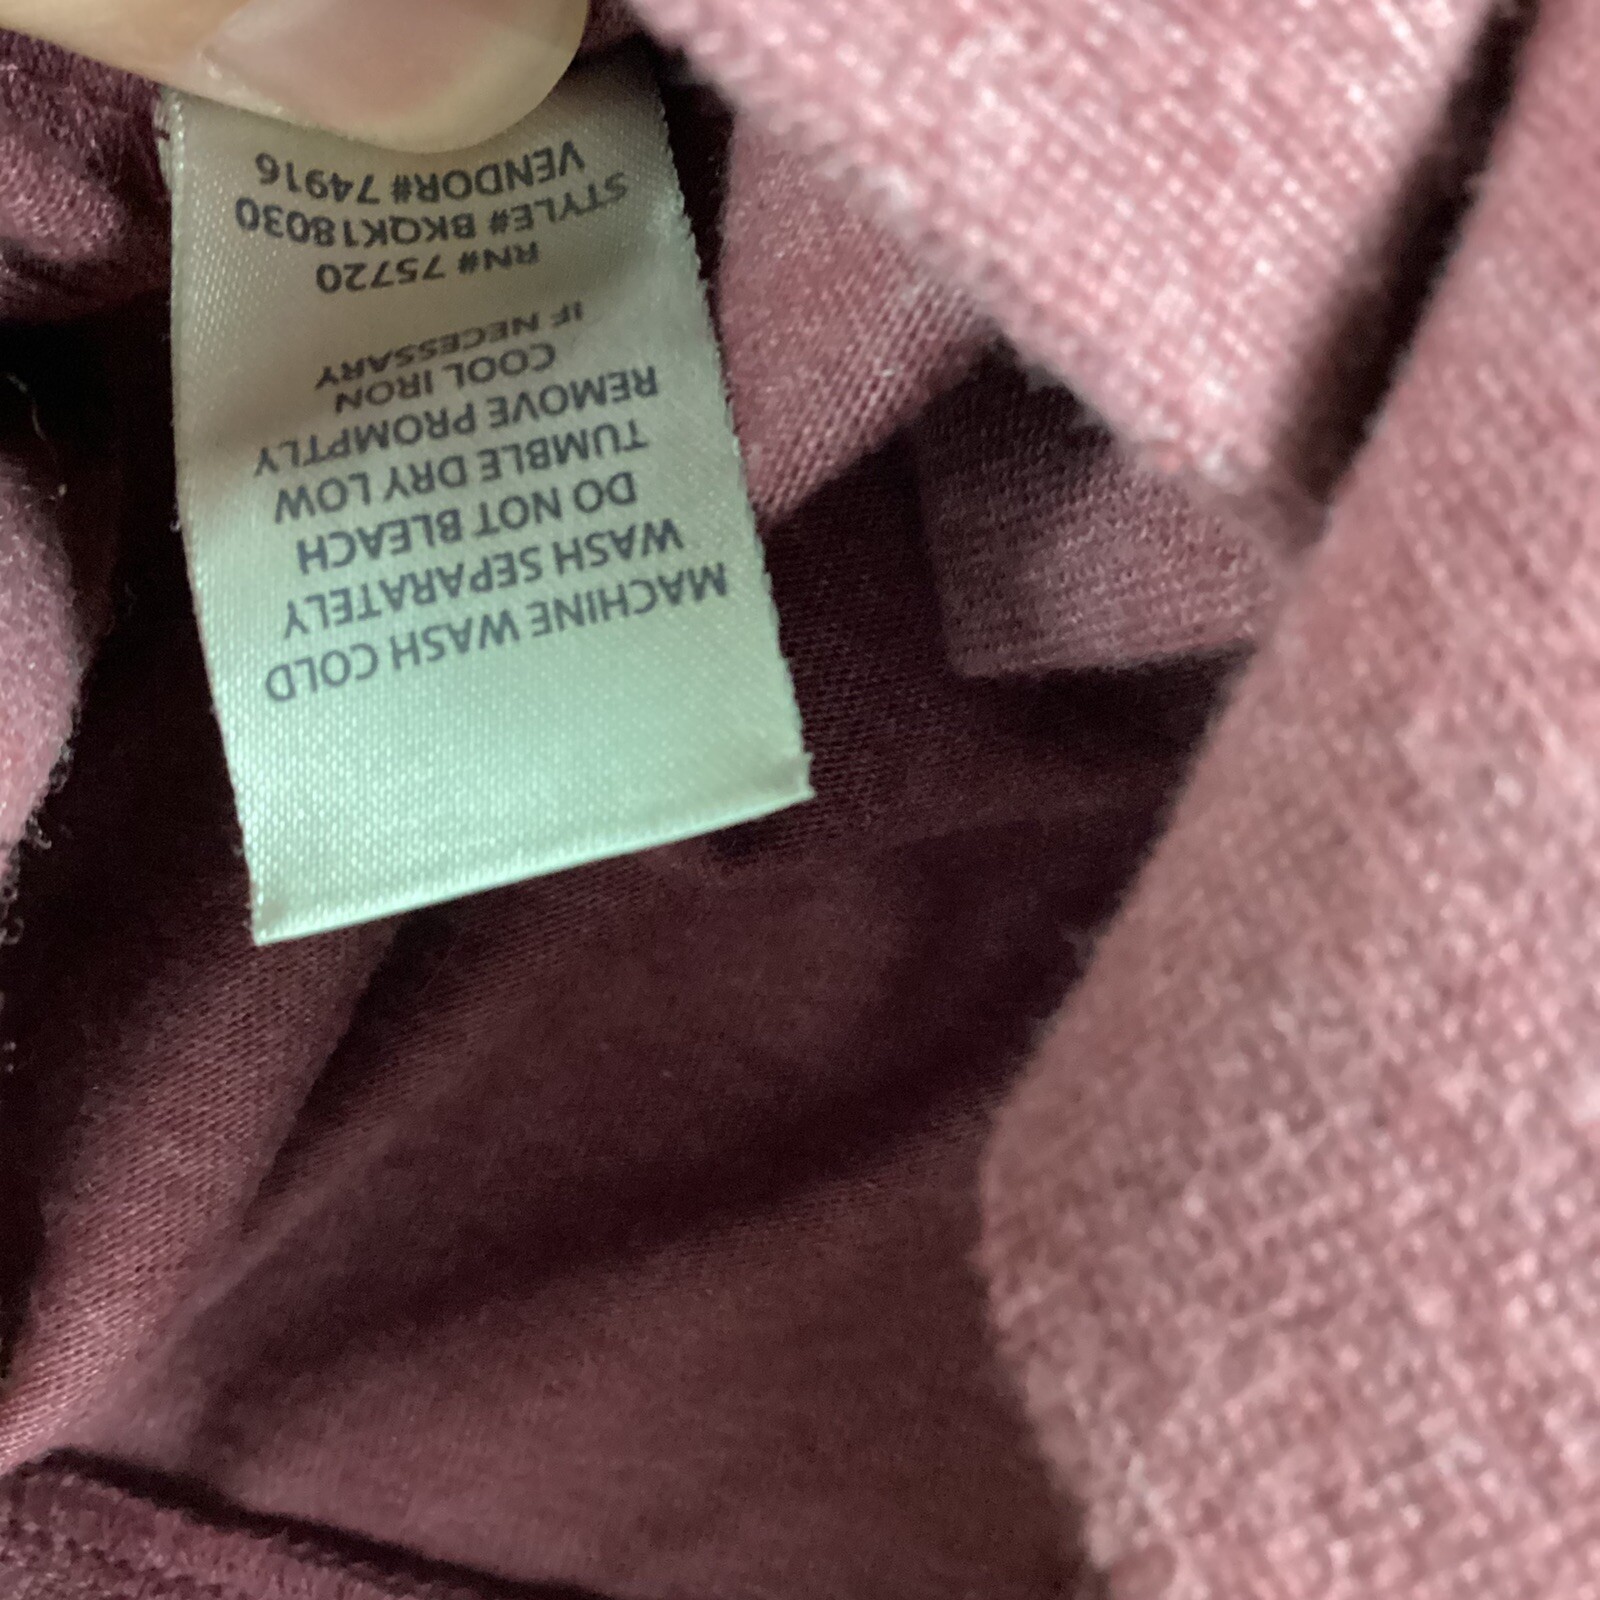 MACHINE WASH COLD
WASH SEPARATELY
DO NOT BLEACH
TUMBLE DRY LOW
REMOVE PROMPTLY
COOL IRON
IF NECESSARY
RN# 75720
STYLE# BKQK18030
VENDOR# 74916